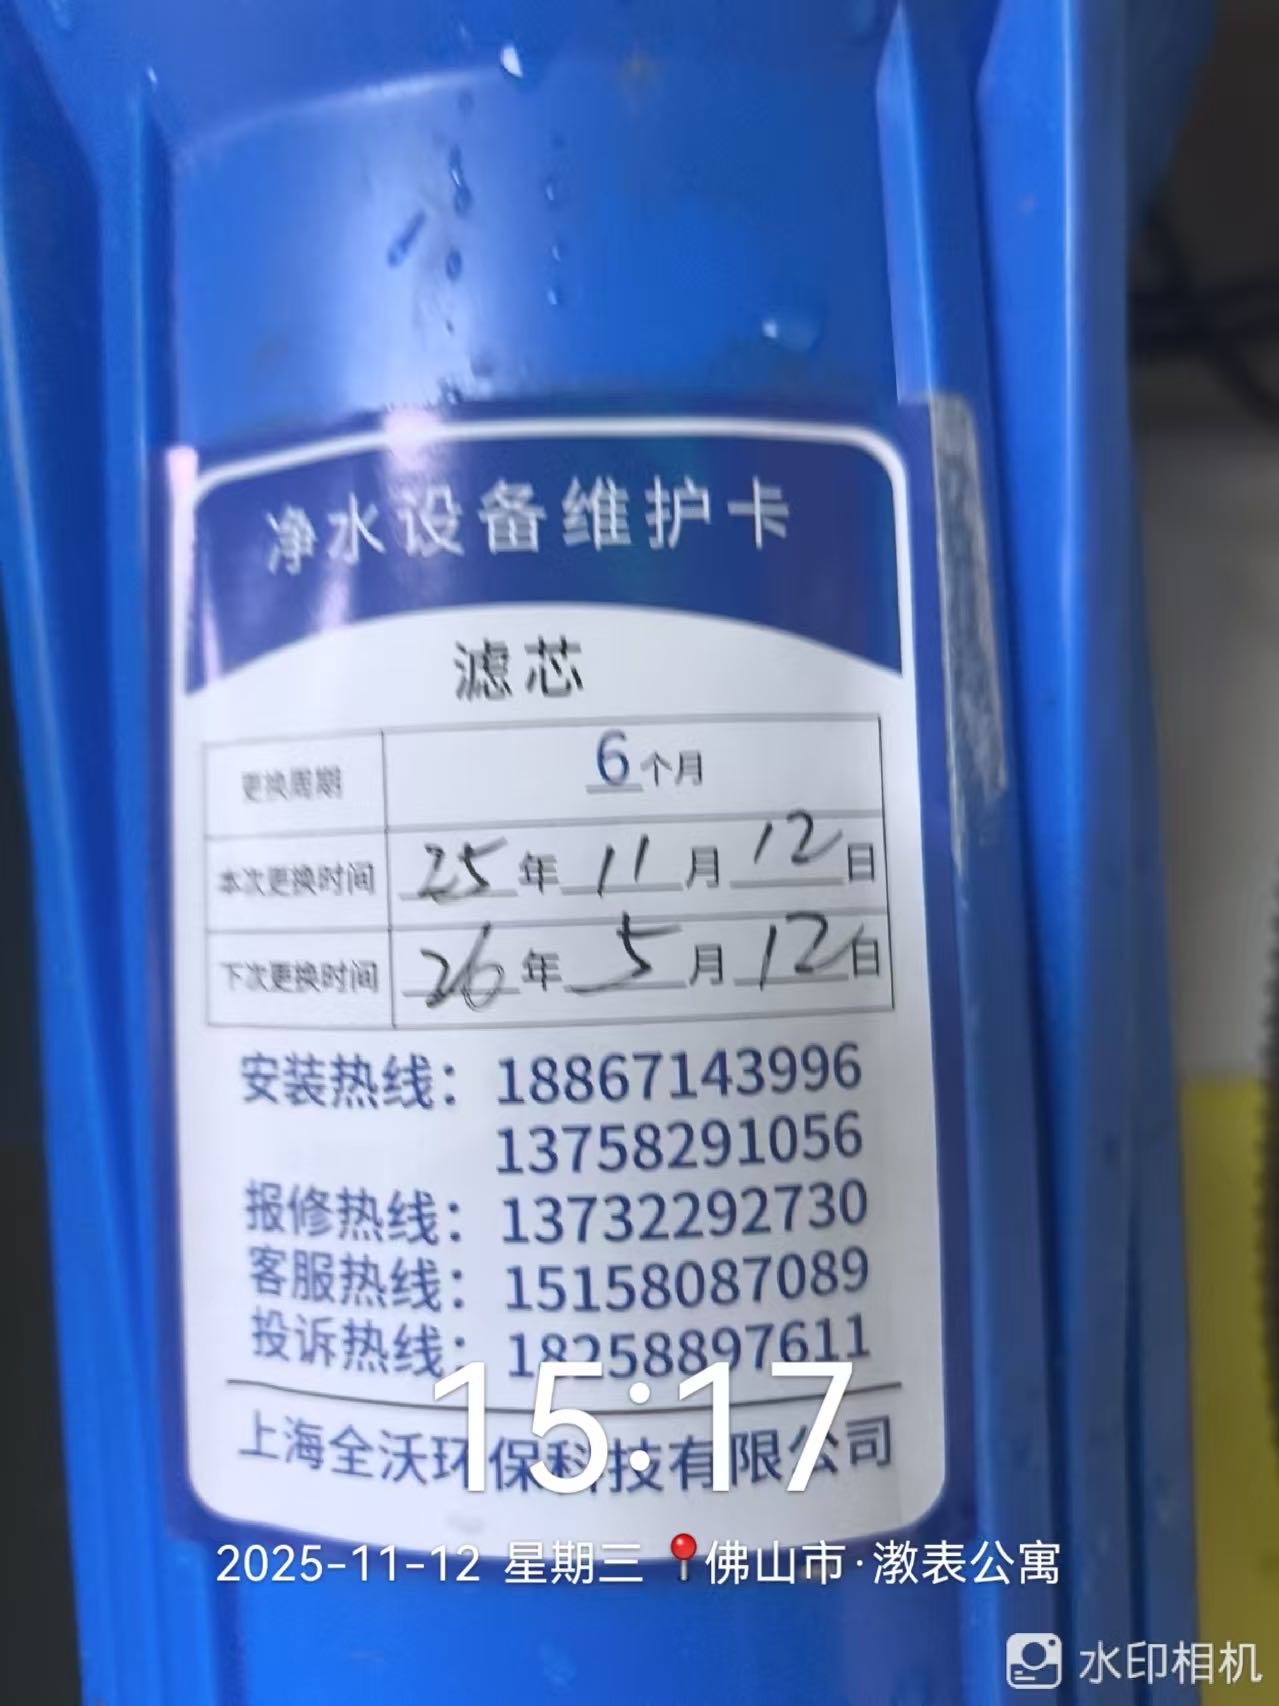 净水设备维护卡
滤芯
更换周期 6个月
本次更换时间 25年11月12日
下次更换时间 26年5月12日
安装热线：18867143996
13758291056
报修热线：13732292730
客服热线：15158087089
投诉热线：18258897611
上海全沃环保科技有限公司
15:17
2025-11-12 星期三 佛山市·漖表公寓
水印相机